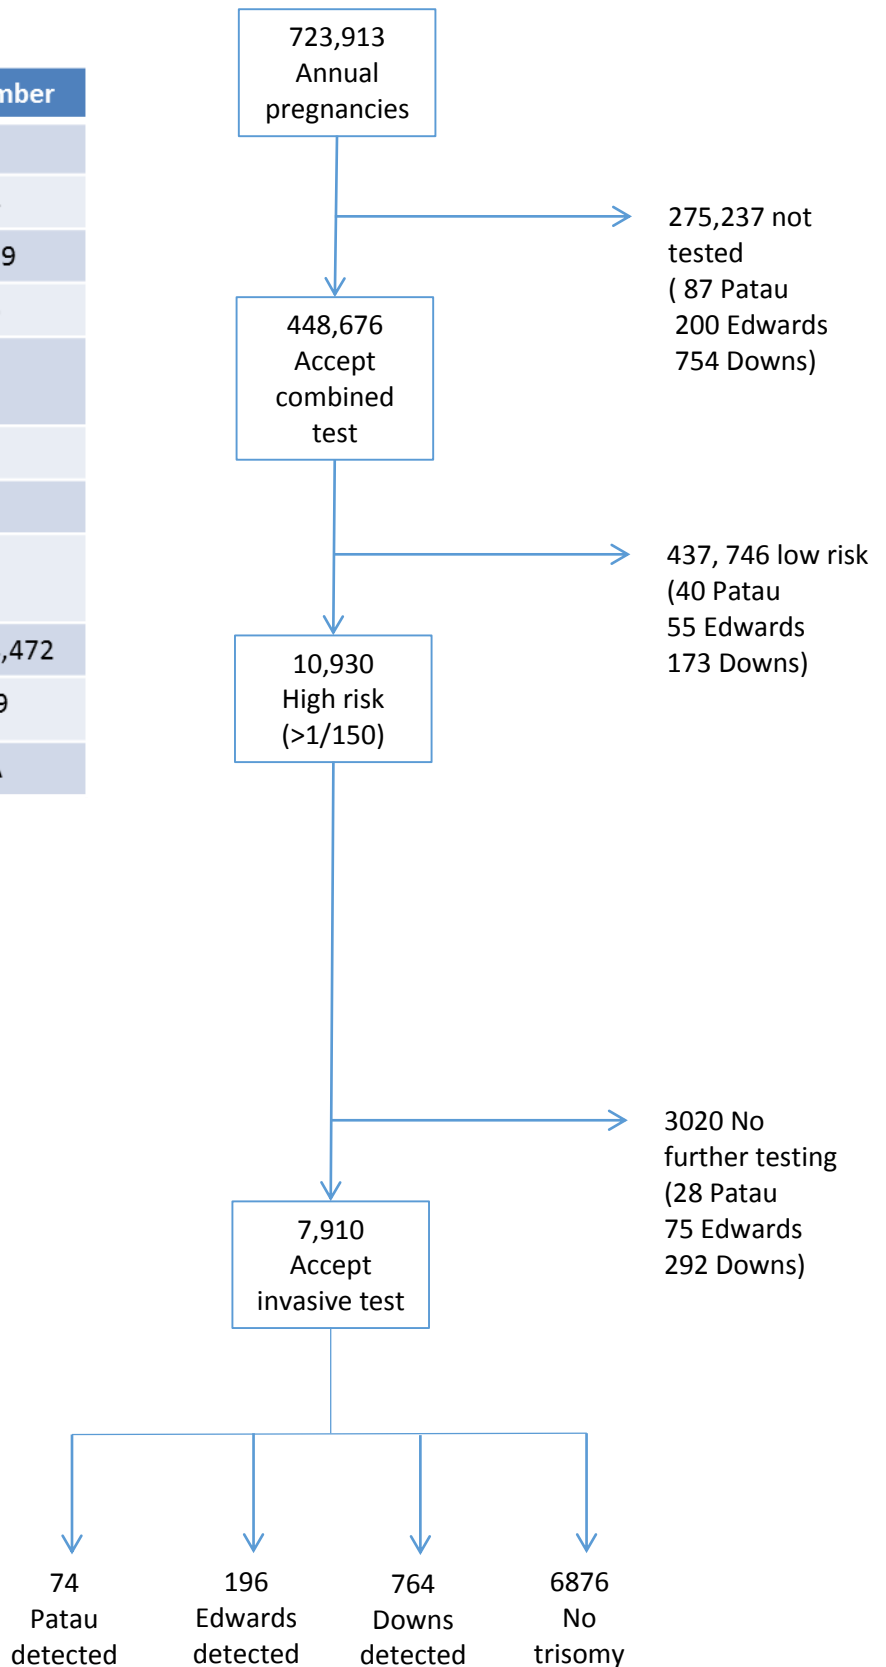 mber
9
,472
9
723,913
Annual
pregnancies
275,237 not
tested
( 87 Patau
200 Edwards
754 Downs)
448,676
Accept
combined
test
437, 746 low risk
(40 Patau
55 Edwards
173 Downs)
10,930
High risk
(>1/150)
3020 No
further testing
(28 Patau
75 Edwards
292 Downs)
7,910
Accept
invasive test
74
Patau
detected
196
Edwards
detected
764
Downs
detected
6876
No
trisomy